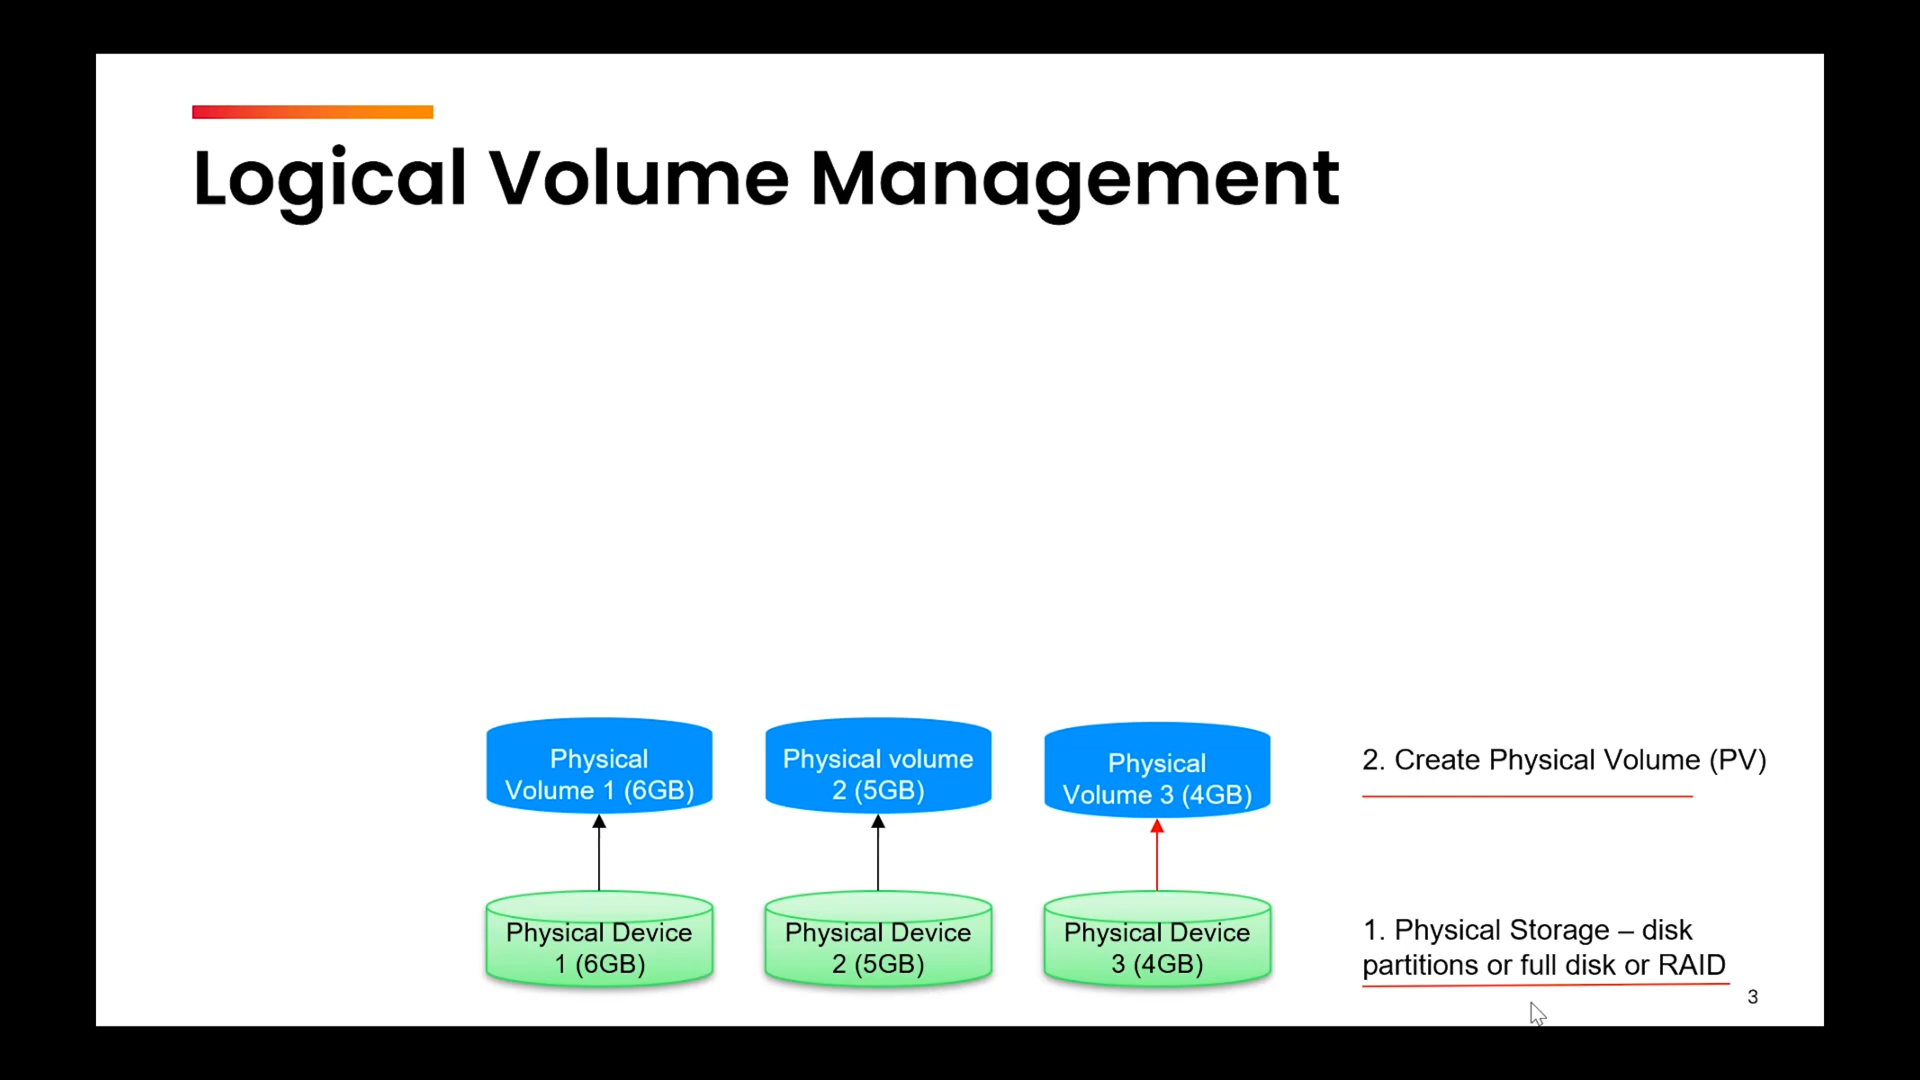 Logical Volume Management
Physical
Volume 1 (6GB)
Physical volume
2 (5GB)
Physical
Volume 3 (4GB)
2. Create Physical Volume (PV)
Physical Device
1 (6GB)
Physical Device
2 (5GB)
Physical Device
3 (4GB)
1. Physical Storage – disk
partitions or full disk or RAID
3